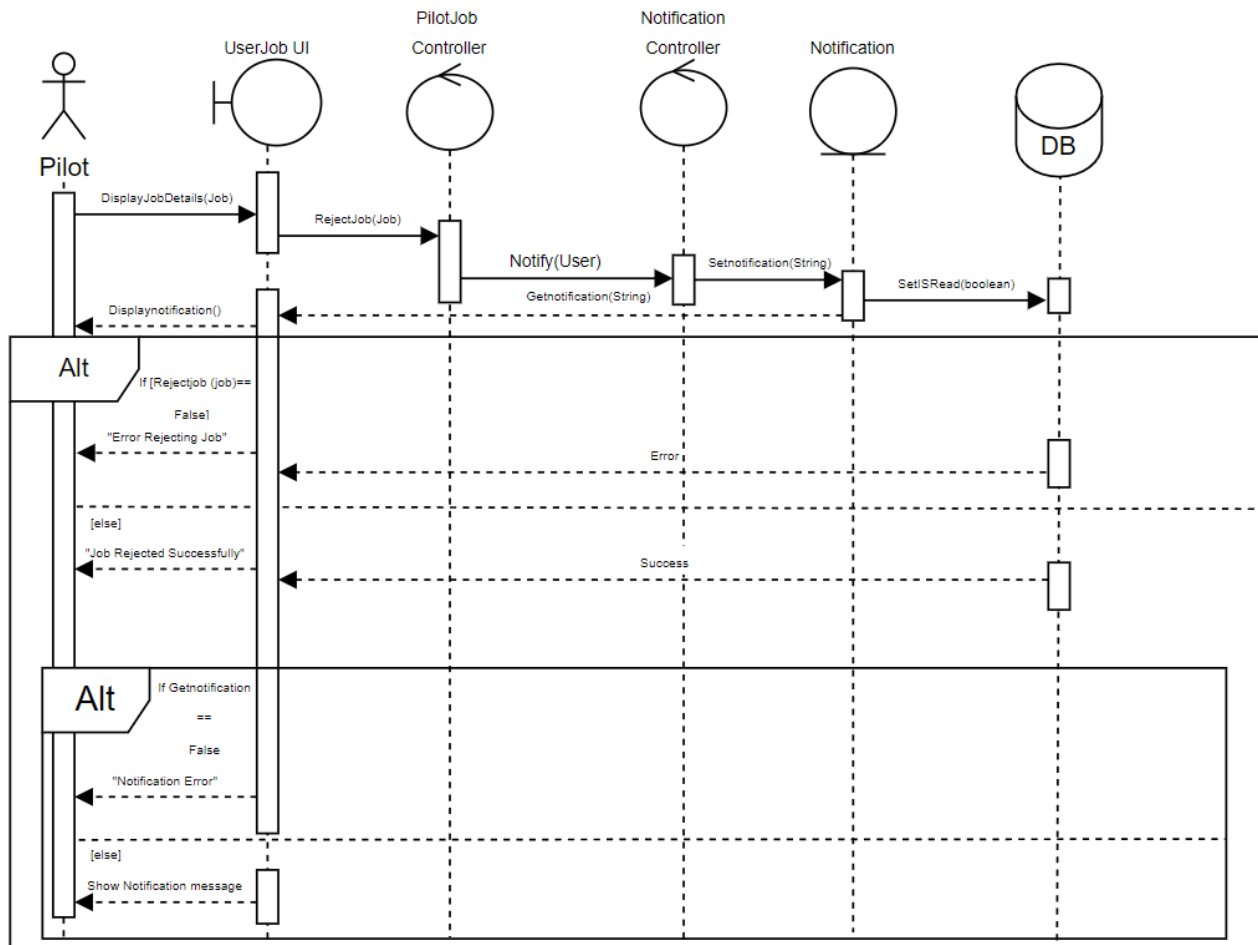 PilotJob
Controller
Notification
Controller
UserJob UI
Notification
DB
Pilot
DisplayJobDetails(Job)
RejectJob(Job)
Notify(User)
Setnotification(String)
SetISRead(boolean)
Getnotification(String)
Displaynotification()
Alt
If [Rejectjob (job)==
False]
"Error Rejecting Job"
Error
[else]
"Job Rejected Successfully"
Success
Alt
If Getnotification
==
False
"Notification Error"
[else]
Show Notification message